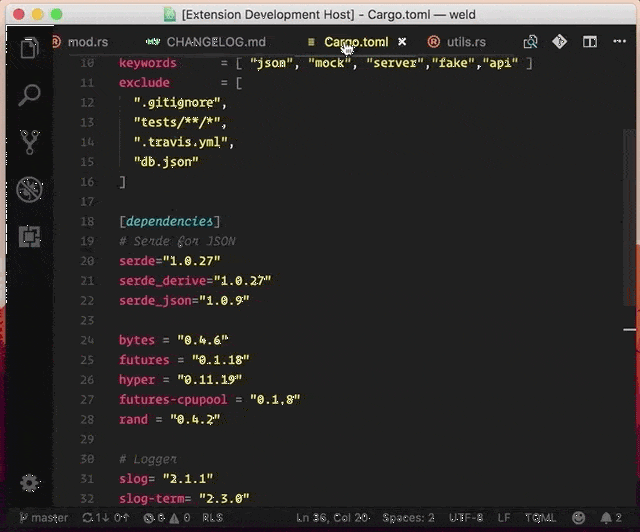 [Extension Development Host] - Cargo.toml — weld
mod.rs CHANGELOG.md Cargo.toml utils.rs
10 keywords = [ "json", "mock", "server","fake","api" ]
11 exclude = [
12 ".gitignore",
13 "tests/**/*",
14 ".travis.yml",
15 "db.json"
16 ]
17
18 [dependencies]
19 # Serde for JSON
20 serde="1.0.27"
21 serde_derive="1.0.27"
22 serde_json="1.0.9"
23
24 bytes = "0.4.6"
25 futures = "0.1.18"
26 hyper = "0.11.19"
27 futures-cpupool = "0.1.8"
28 rand = "0.4.2"
29
30 # Logger
31 slog= "2.1.1"
32 slog-term= "2.3.0"
master 1↓ 0↑ 0 0 RLS Ln 36, Col 20 Spaces: 2 UTF-8 LF TOML 2